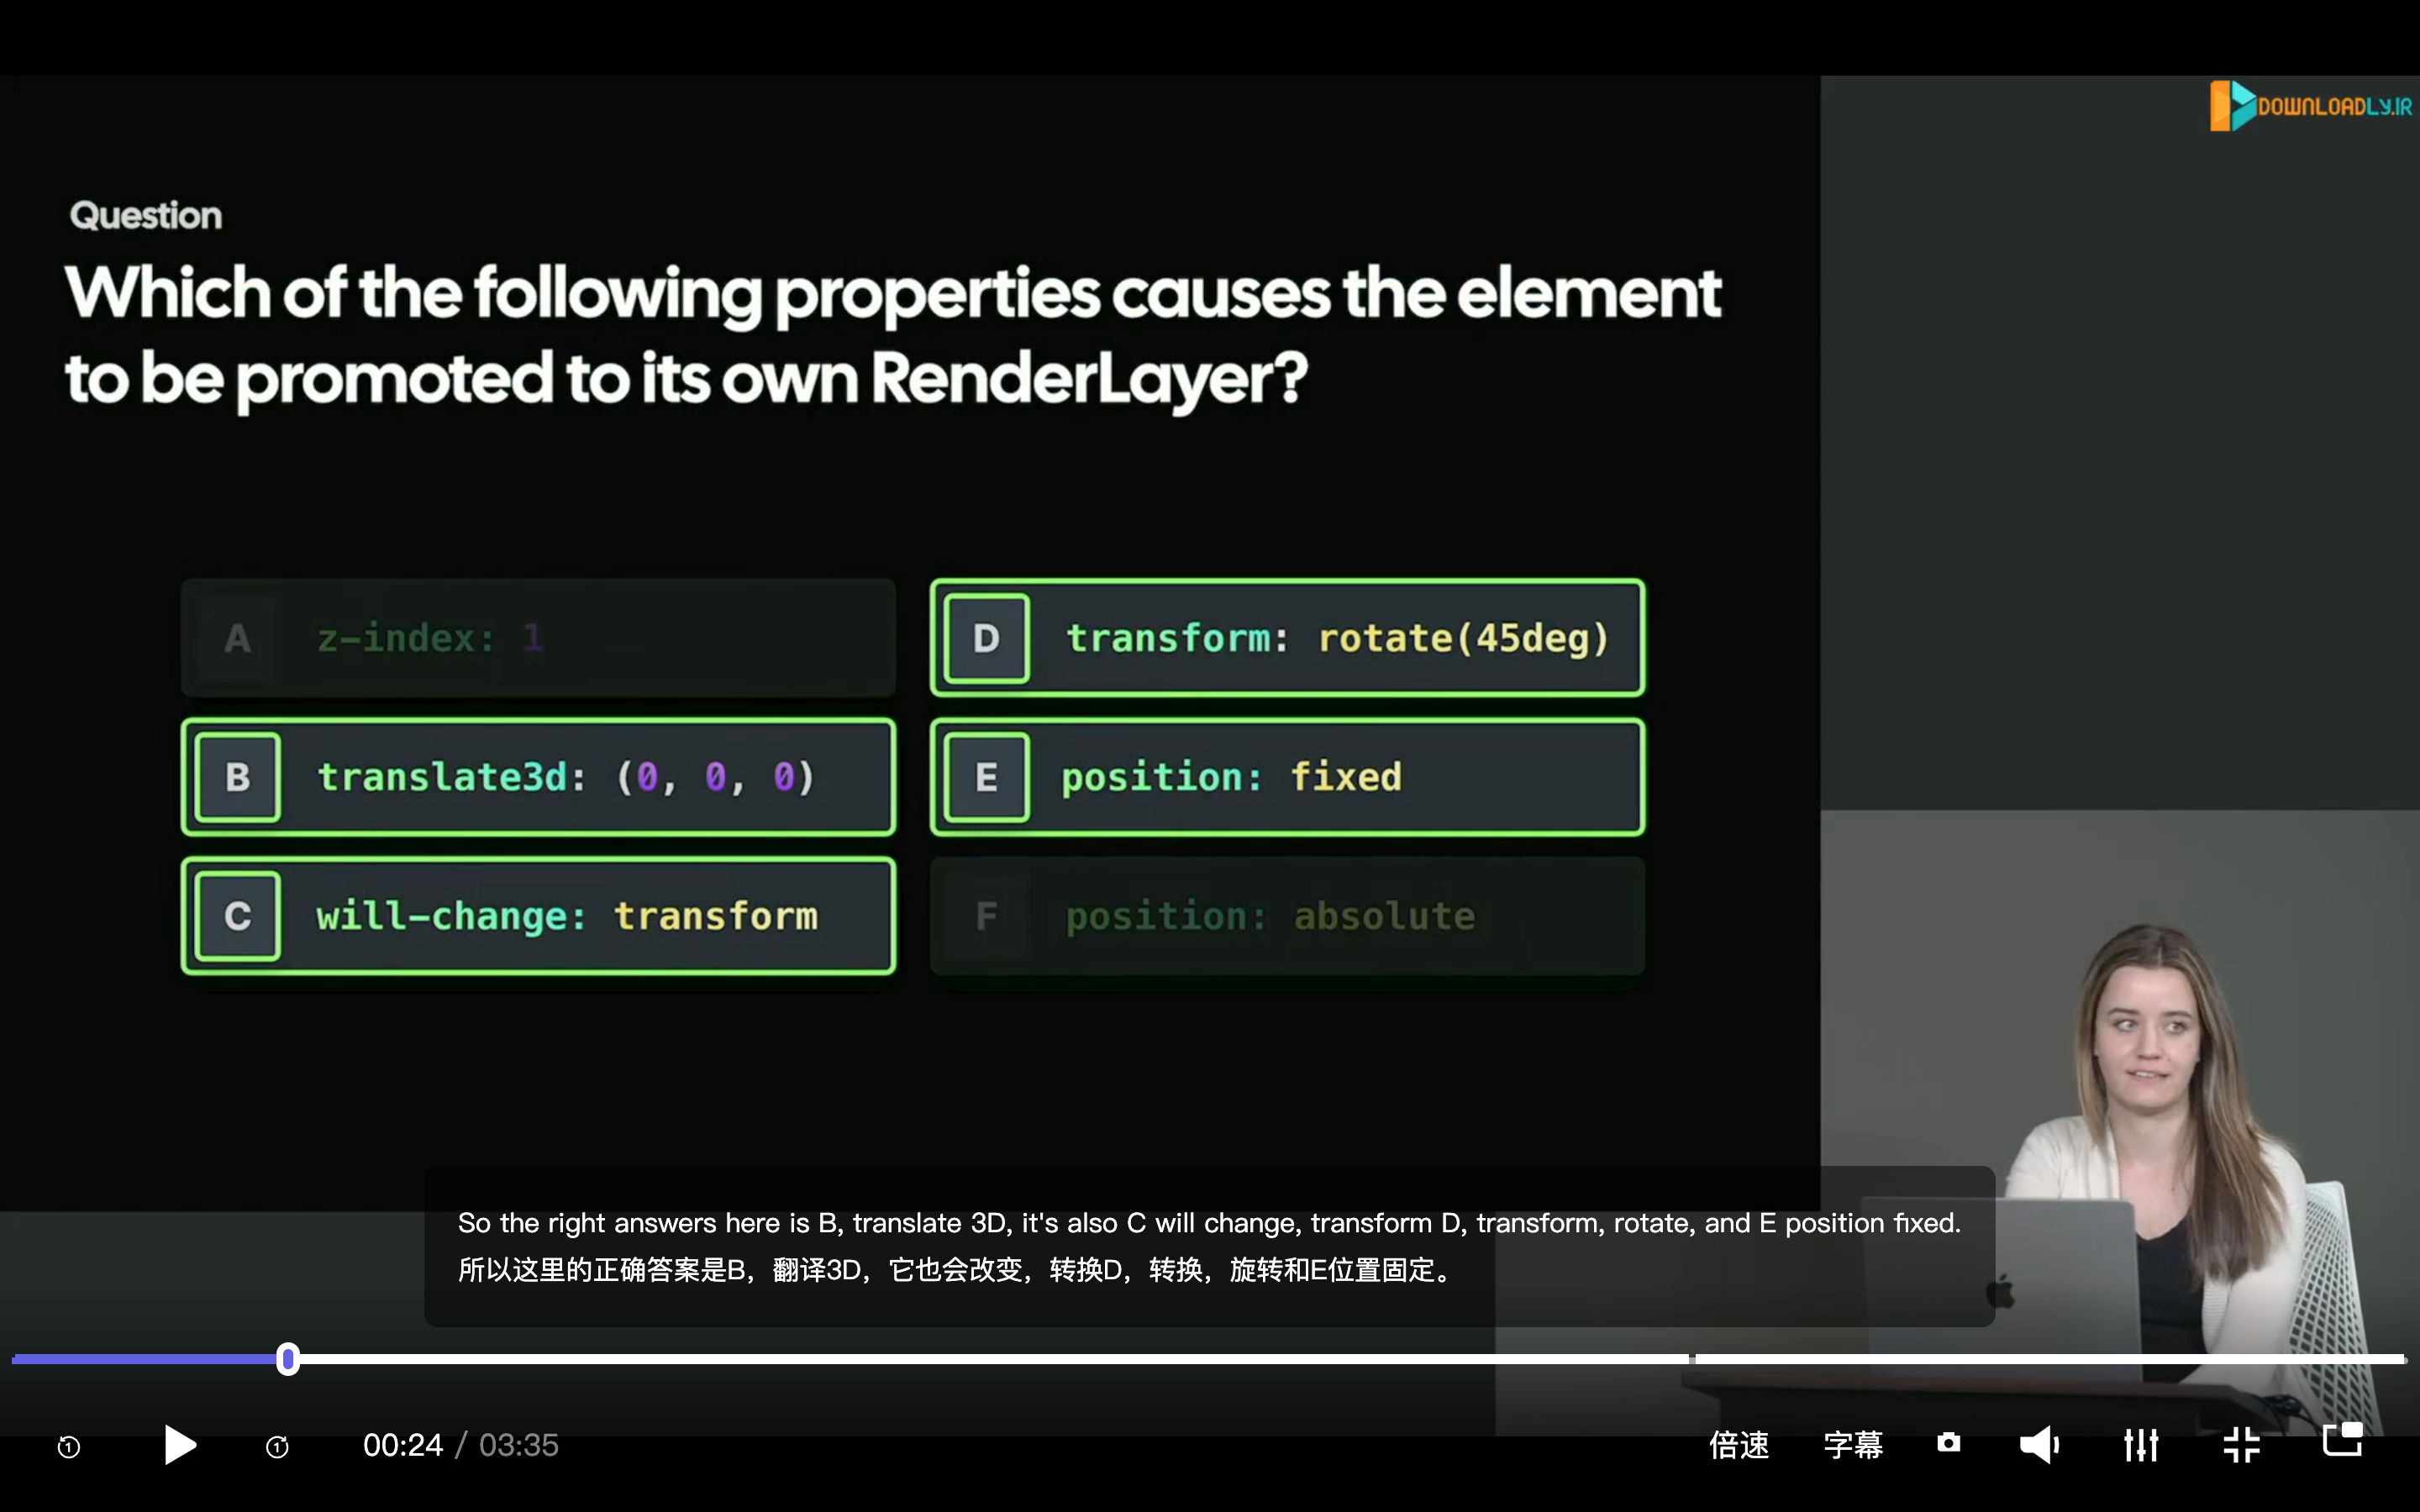 DOWNLOADLY.IR
Question
Which of the following properties causes the element
to be promoted to its own RenderLayer?
A z-index: 1
B translate3d: (0, 0, 0)
C will-change: transform
D transform: rotate(45deg)
E position: fixed
F position: absolute
So the right answers here is B, translate 3D, it's also C will change, transform D, transform, rotate, and E position fixed.
所以这里的正确答案是B，翻译3D，它也会改变，转换D，转换，旋转和E位置固定。
1
1
00:24 / 03:35
倍速
字幕